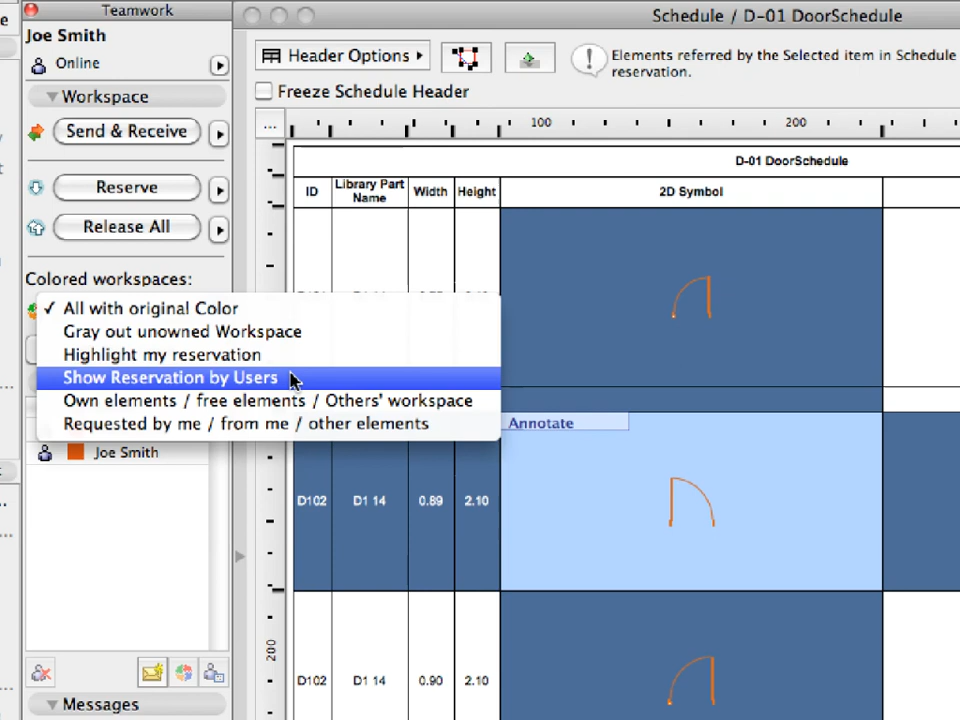 Teamwork
Schedule / D-01 DoorSchedule
Joe Smith
Online
Workspace
Send & Receive
Reserve
Release All
Colored workspaces:
✓ All with original Color
Gray out unowned Workspace
Highlight my reservation
Show Reservation by Users
Own elements / free elements / Others' workspace
Requested by me / from me / other elements
Joe Smith
Messages
Header Options
Elements referred by the Selected item in Schedule
reservation.
Freeze Schedule Header
...
100 200
D-01 DoorSchedule
ID Library Part Name Width Height 2D Symbol
Annotate
D102 D1 14 0.89 2.10
200
D102 D1 14 0.90 2.10